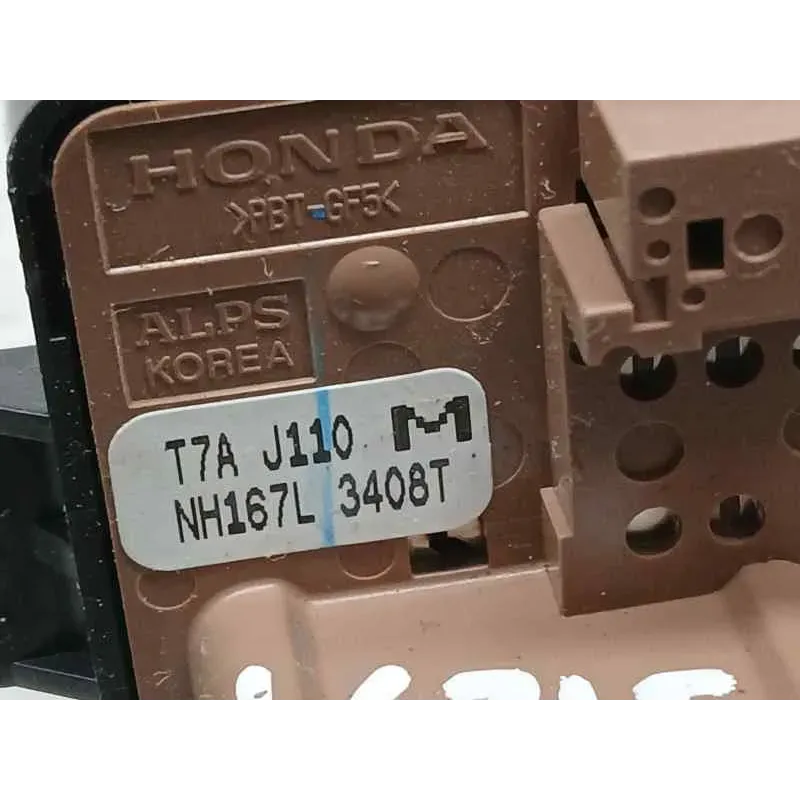 HONDA
>PBT-GF5<
ALPS
KOREA
T7A J110 M
NH167L 3408T